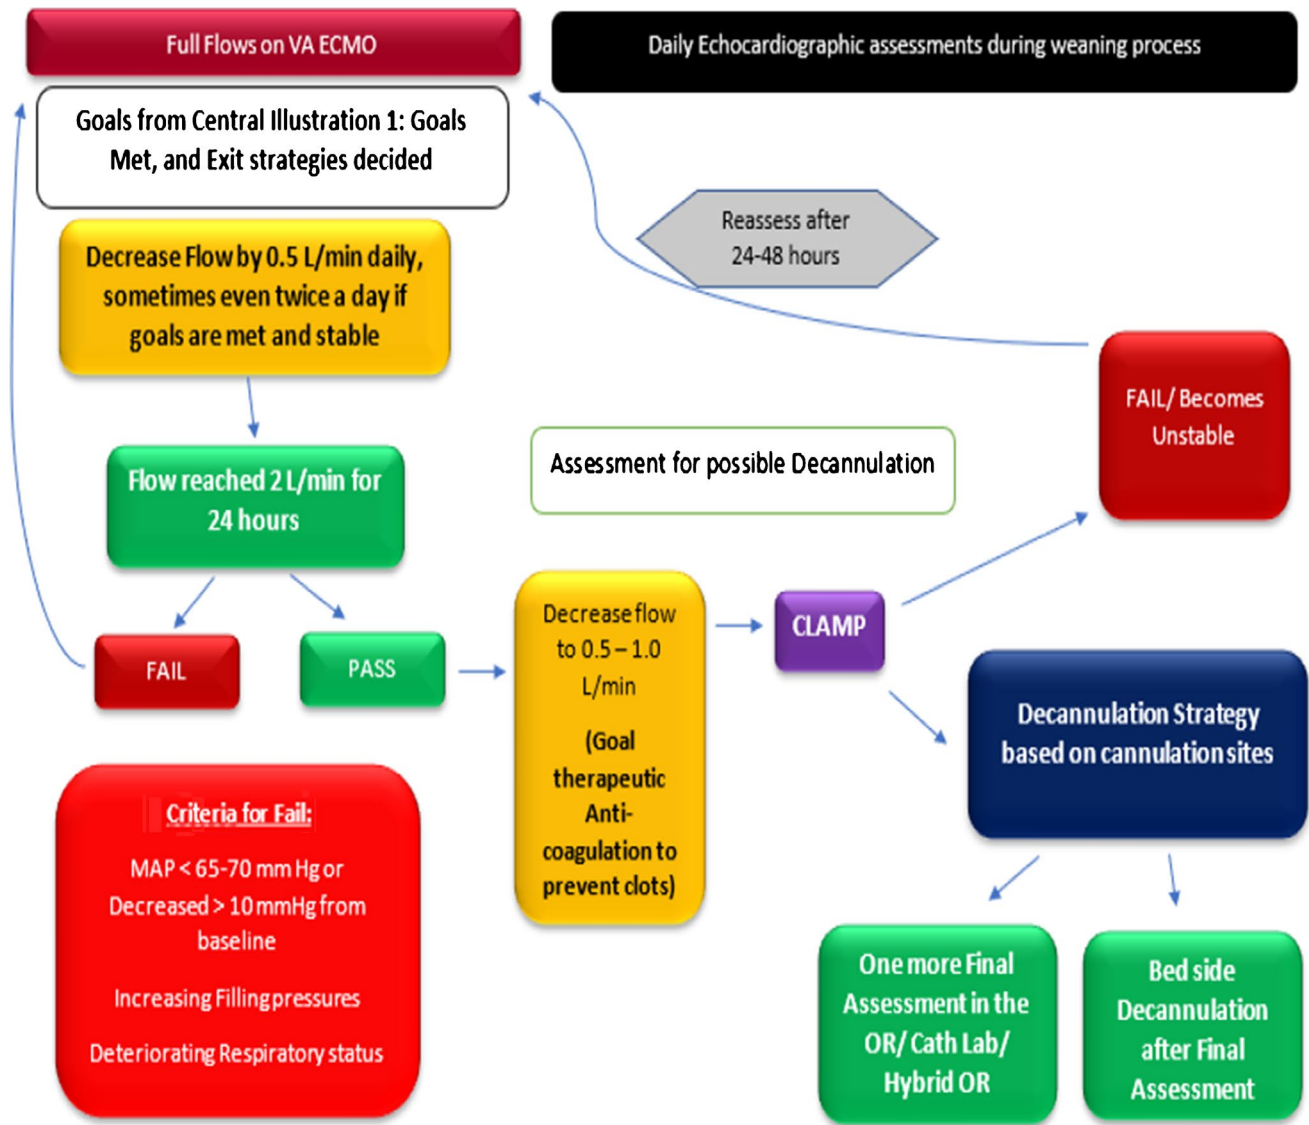 Full Flows on VA ECMO
Daily Echocardiographic assessments during weaning process
Goals from Central Illustration 1: Goals
Met, and Exit strategies decided
Reassess after
24-48 hours
Decrease Flow by 0.5 L/min daily,
sometimes even twice a day if
goals are met and stable
FAIL/ Becomes
Unstable
Assessment for possible Decannulation
Flow reached 2 L/min for
24 hours
FAIL
PASS
Decrease flow
to 0.5 – 1.0
L/min
(Goal
therapeutic
Anti-
coagulation to
prevent clots)
CLAMP
Decannulation Strategy
based on cannulation sites
Criteria for Fail:
MAP < 65-70 mm Hg or
Decreased > 10 mmHg from
baseline
Increasing Filling pressures
Deteriorating Respiratory status
One more Final
Assessment in the
OR/ Cath Lab/
Hybrid OR
Bed side
Decannulation
after Final
Assessment